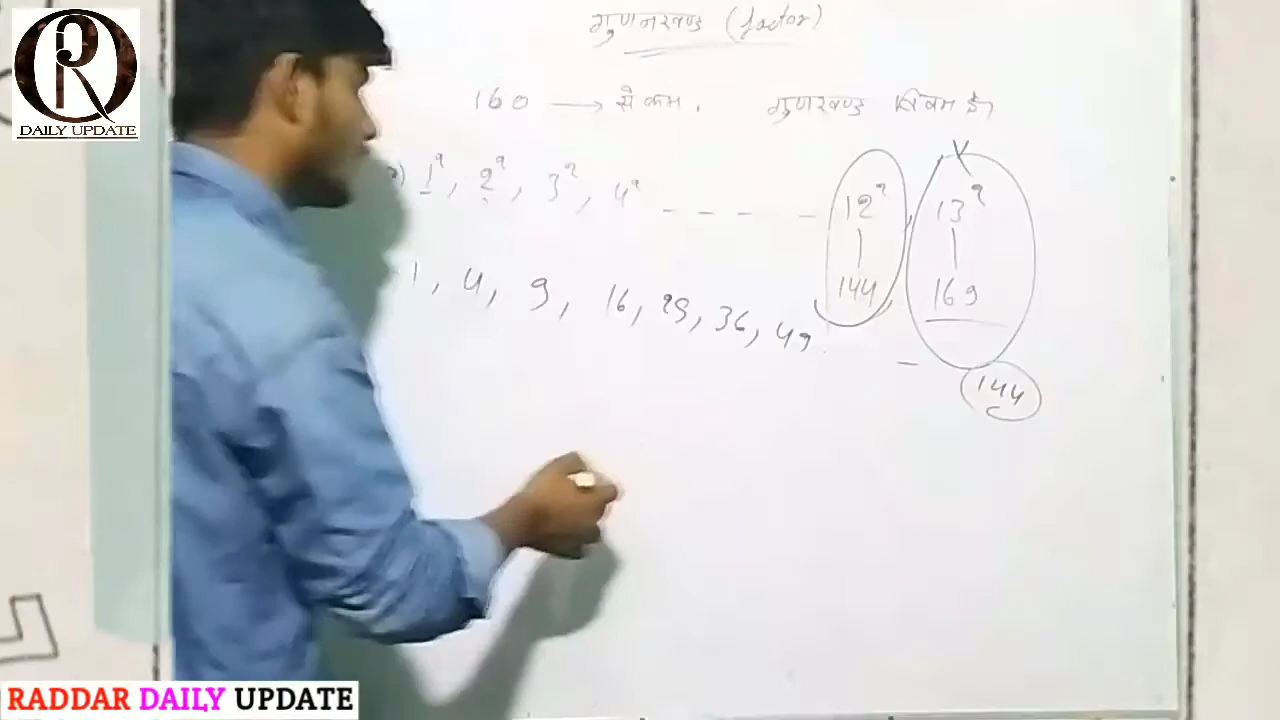 DAILY UPDATE
गुणनखण्ड (factor)
160 → से कम . गुणखण्ड विषम है।
1², 2², 3², 4² - - - - 12², 13²
144 169
1, 4, 9, 16, 25, 36, 49
- 144
RADDAR DAILY UPDATE